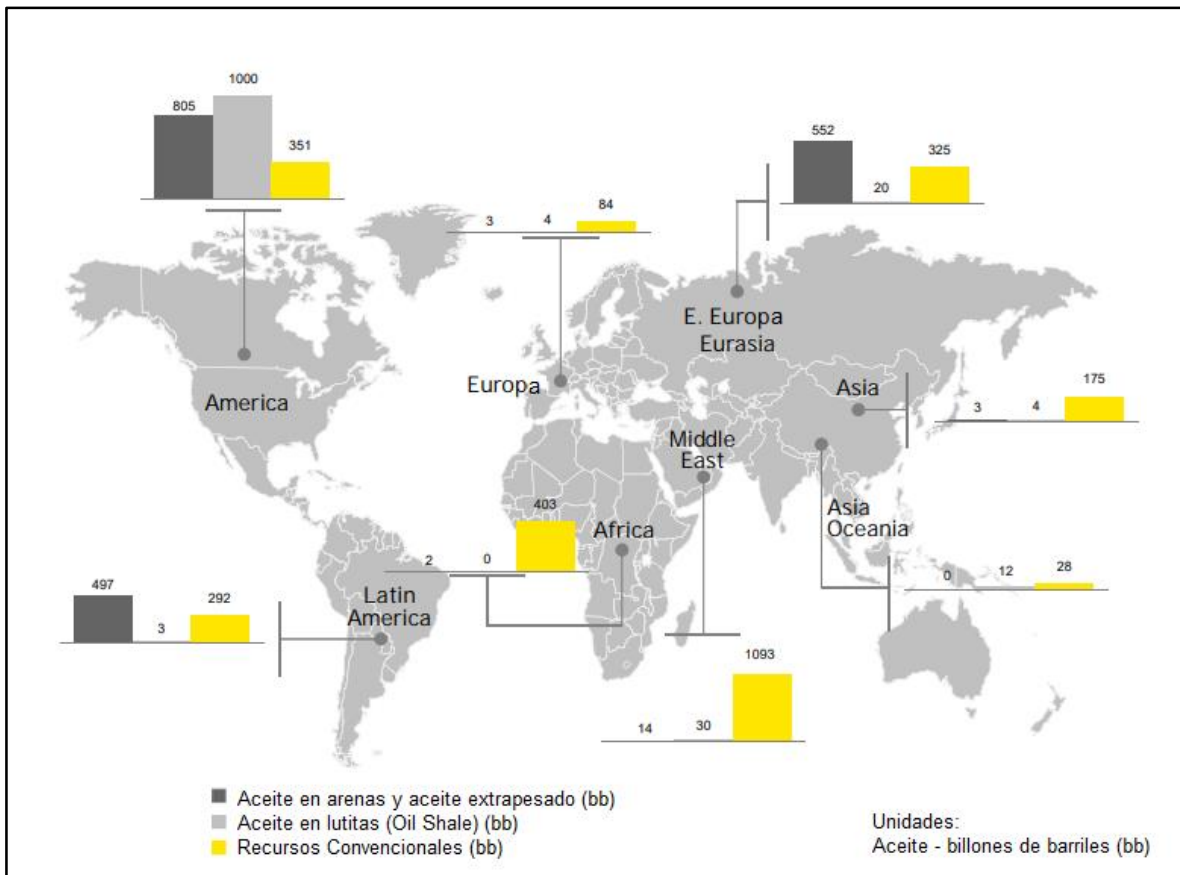 1000
805
351
552
325
20
84
3 4
E. Europa
Eurasia
Asia
175
3 4
Europa
America
Middle
East
403
Africa
Asia
Oceania
2 0
0 12 28
497
3
292
Latin
America
1093
14 30
Aceite en arenas y aceite extrapesado (bb)
Aceite en lutitas (Oil Shale) (bb)
Recursos Convencionales (bb)
Unidades:
Aceite - billones de barriles (bb)